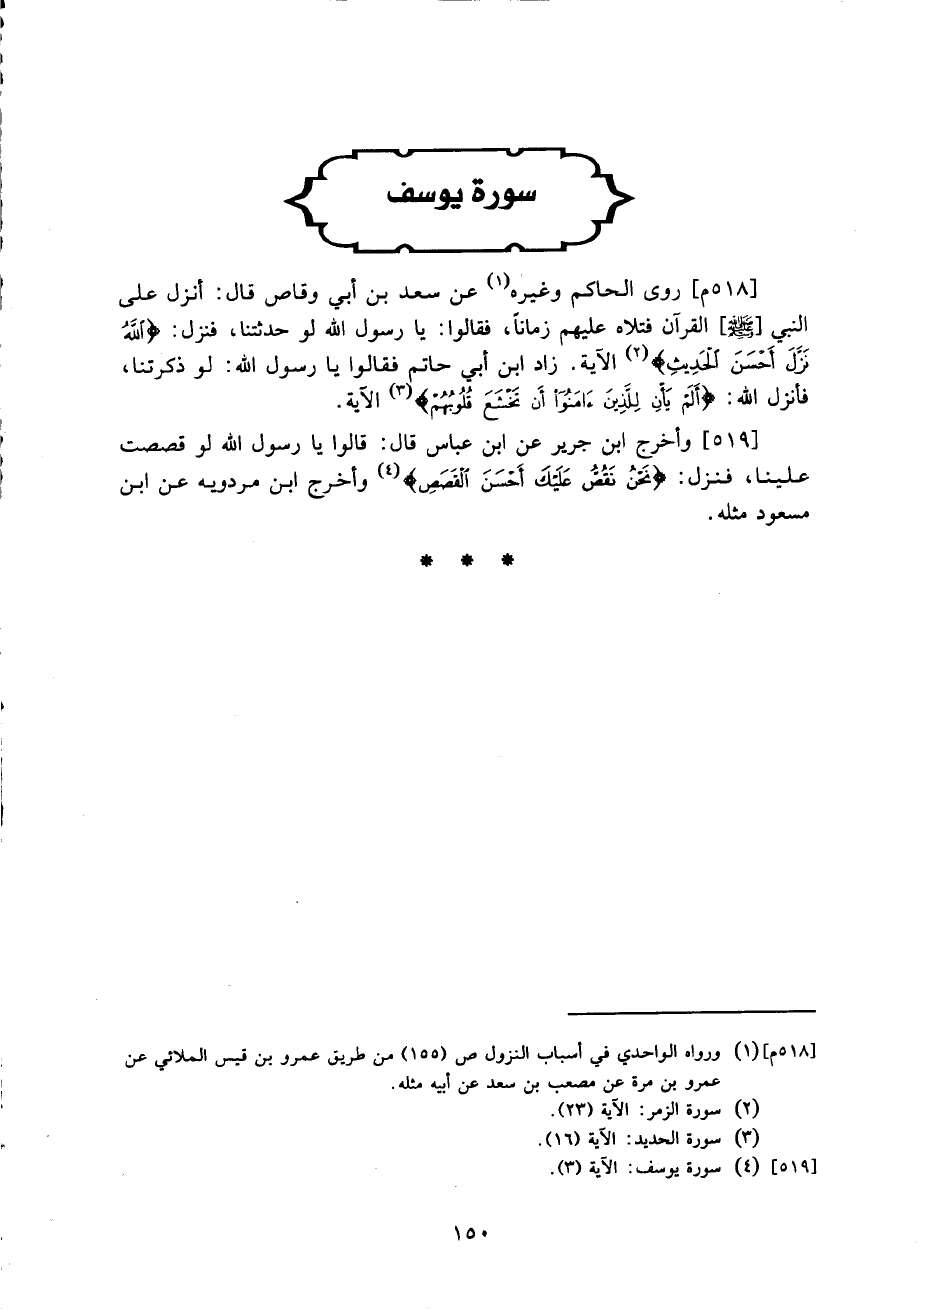 سورة يوسف
[٥١٨م] روى الحاكم وغيره(١) عن سعد بن أبي وقاص قال: أنزل على
النبي [ﷺ] القرآن فتلاه عليهم زماناً، فقالوا: يا رسول الله لو حدثتنا، فنزل: ﴿ٱللَّهُ
نَزَّلَ أَحْسَنَ ٱلْحَدِيثِ﴾(٢) الآية. زاد ابن أبي حاتم فقالوا يا رسول الله: لو ذكرتنا،
فأنزل الله: ﴿أَلَمْ يَأْنِ لِلَّذِينَ ءَامَنُوٓا۟ أَن تَخْشَعَ قُلُوبُهُمْ﴾(٣) الآية.
[٥١٩] وأخرج ابن جرير عن ابن عباس قال: قالوا يا رسول الله لو قصصت
علينا، فنزل: ﴿نَحْنُ نَقُصُّ عَلَيْكَ أَحْسَنَ ٱلْقَصَصِ﴾(٤) وأخرج ابن مردويه عن ابن
مسعود مثله.
* * *
[٥١٨م](١) ورواه الواحدي في أسباب النزول ص (١٥٥) من طريق عمرو بن قيس الملائي عن
عمرو بن مرة عن مصعب بن سعد عن أبيه مثله.
(٢) سورة الزمر: الآية (٢٣).
(٣) سورة الحديد: الآية (١٦).
[٥١٩] (٤) سورة يوسف: الآية (٣).
١٥٠